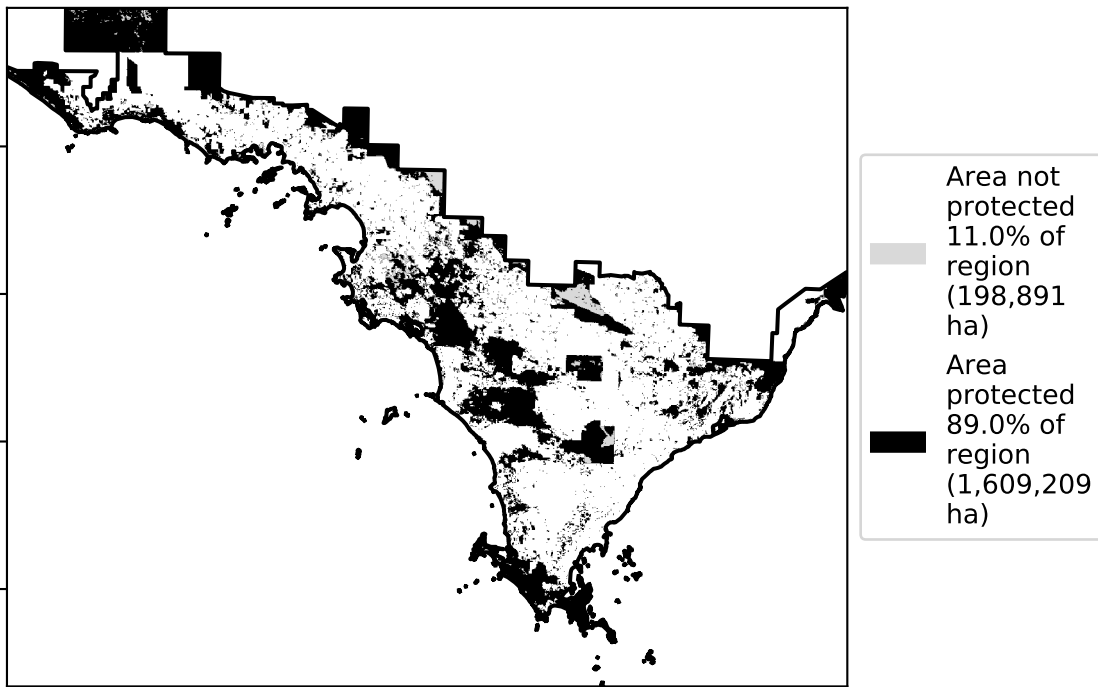 Area not
protected
11.0% of
region
(198,891
ha)
Area
protected
89.0% of
region
(1,609,209
ha)